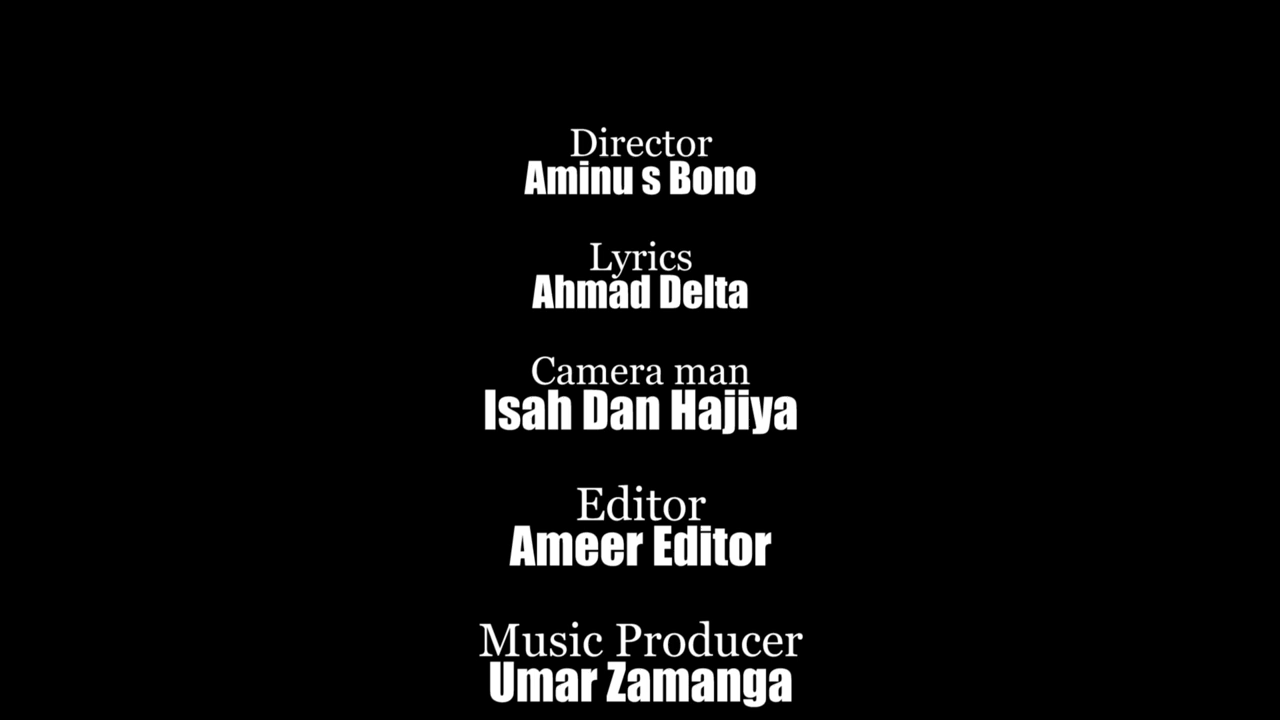 Director
Aminu s Bono
Lyrics
Ahmad Delta
Camera man
Isah Dan Hajiya
Editor
Ameer Editor
Music Producer
Umar Zamanga